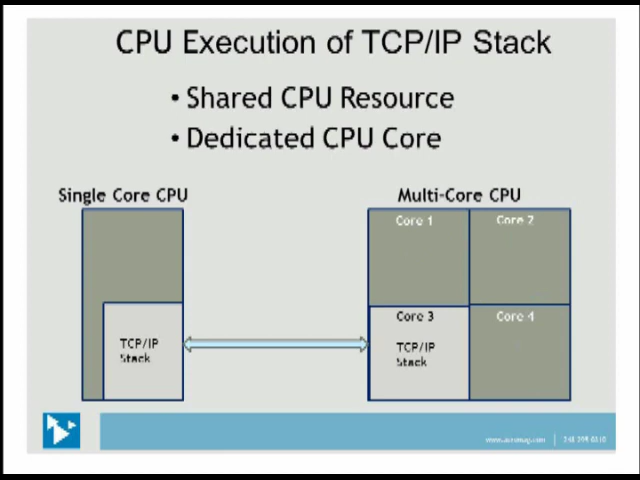 CPU Execution of TCP/IP Stack
• Shared CPU Resource
• Dedicated CPU Core
Single Core CPU
Multi-Core CPU
Core 1
Core 2
TCP/IP
Stack
Core 3
Core 4
TCP/IP
Stack